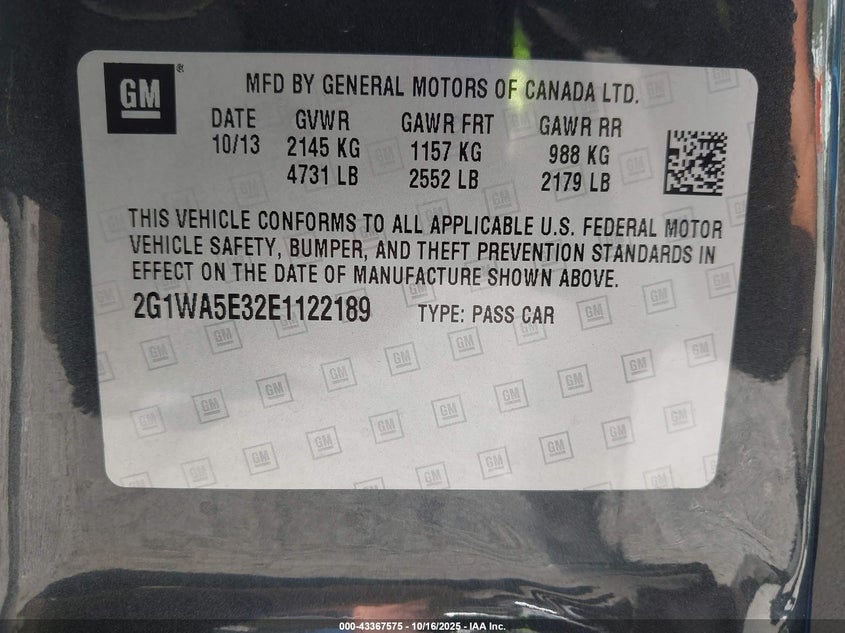 GM®
MFD BY GENERAL MOTORS OF CANADA LTD.
DATE GVWR GAWR FRT GAWR RR
10/13 2145 KG 1157 KG 988 KG
4731 LB 2552 LB 2179 LB
THIS VEHICLE CONFORMS TO ALL APPLICABLE U.S. FEDERAL MOTOR
VEHICLE SAFETY, BUMPER, AND THEFT PREVENTION STANDARDS IN
EFFECT ON THE DATE OF MANUFACTURE SHOWN ABOVE.
2G1WA5E32E1122189 TYPE: PASS CAR
000-43367575 - 10/16/2025 - IAA Inc.